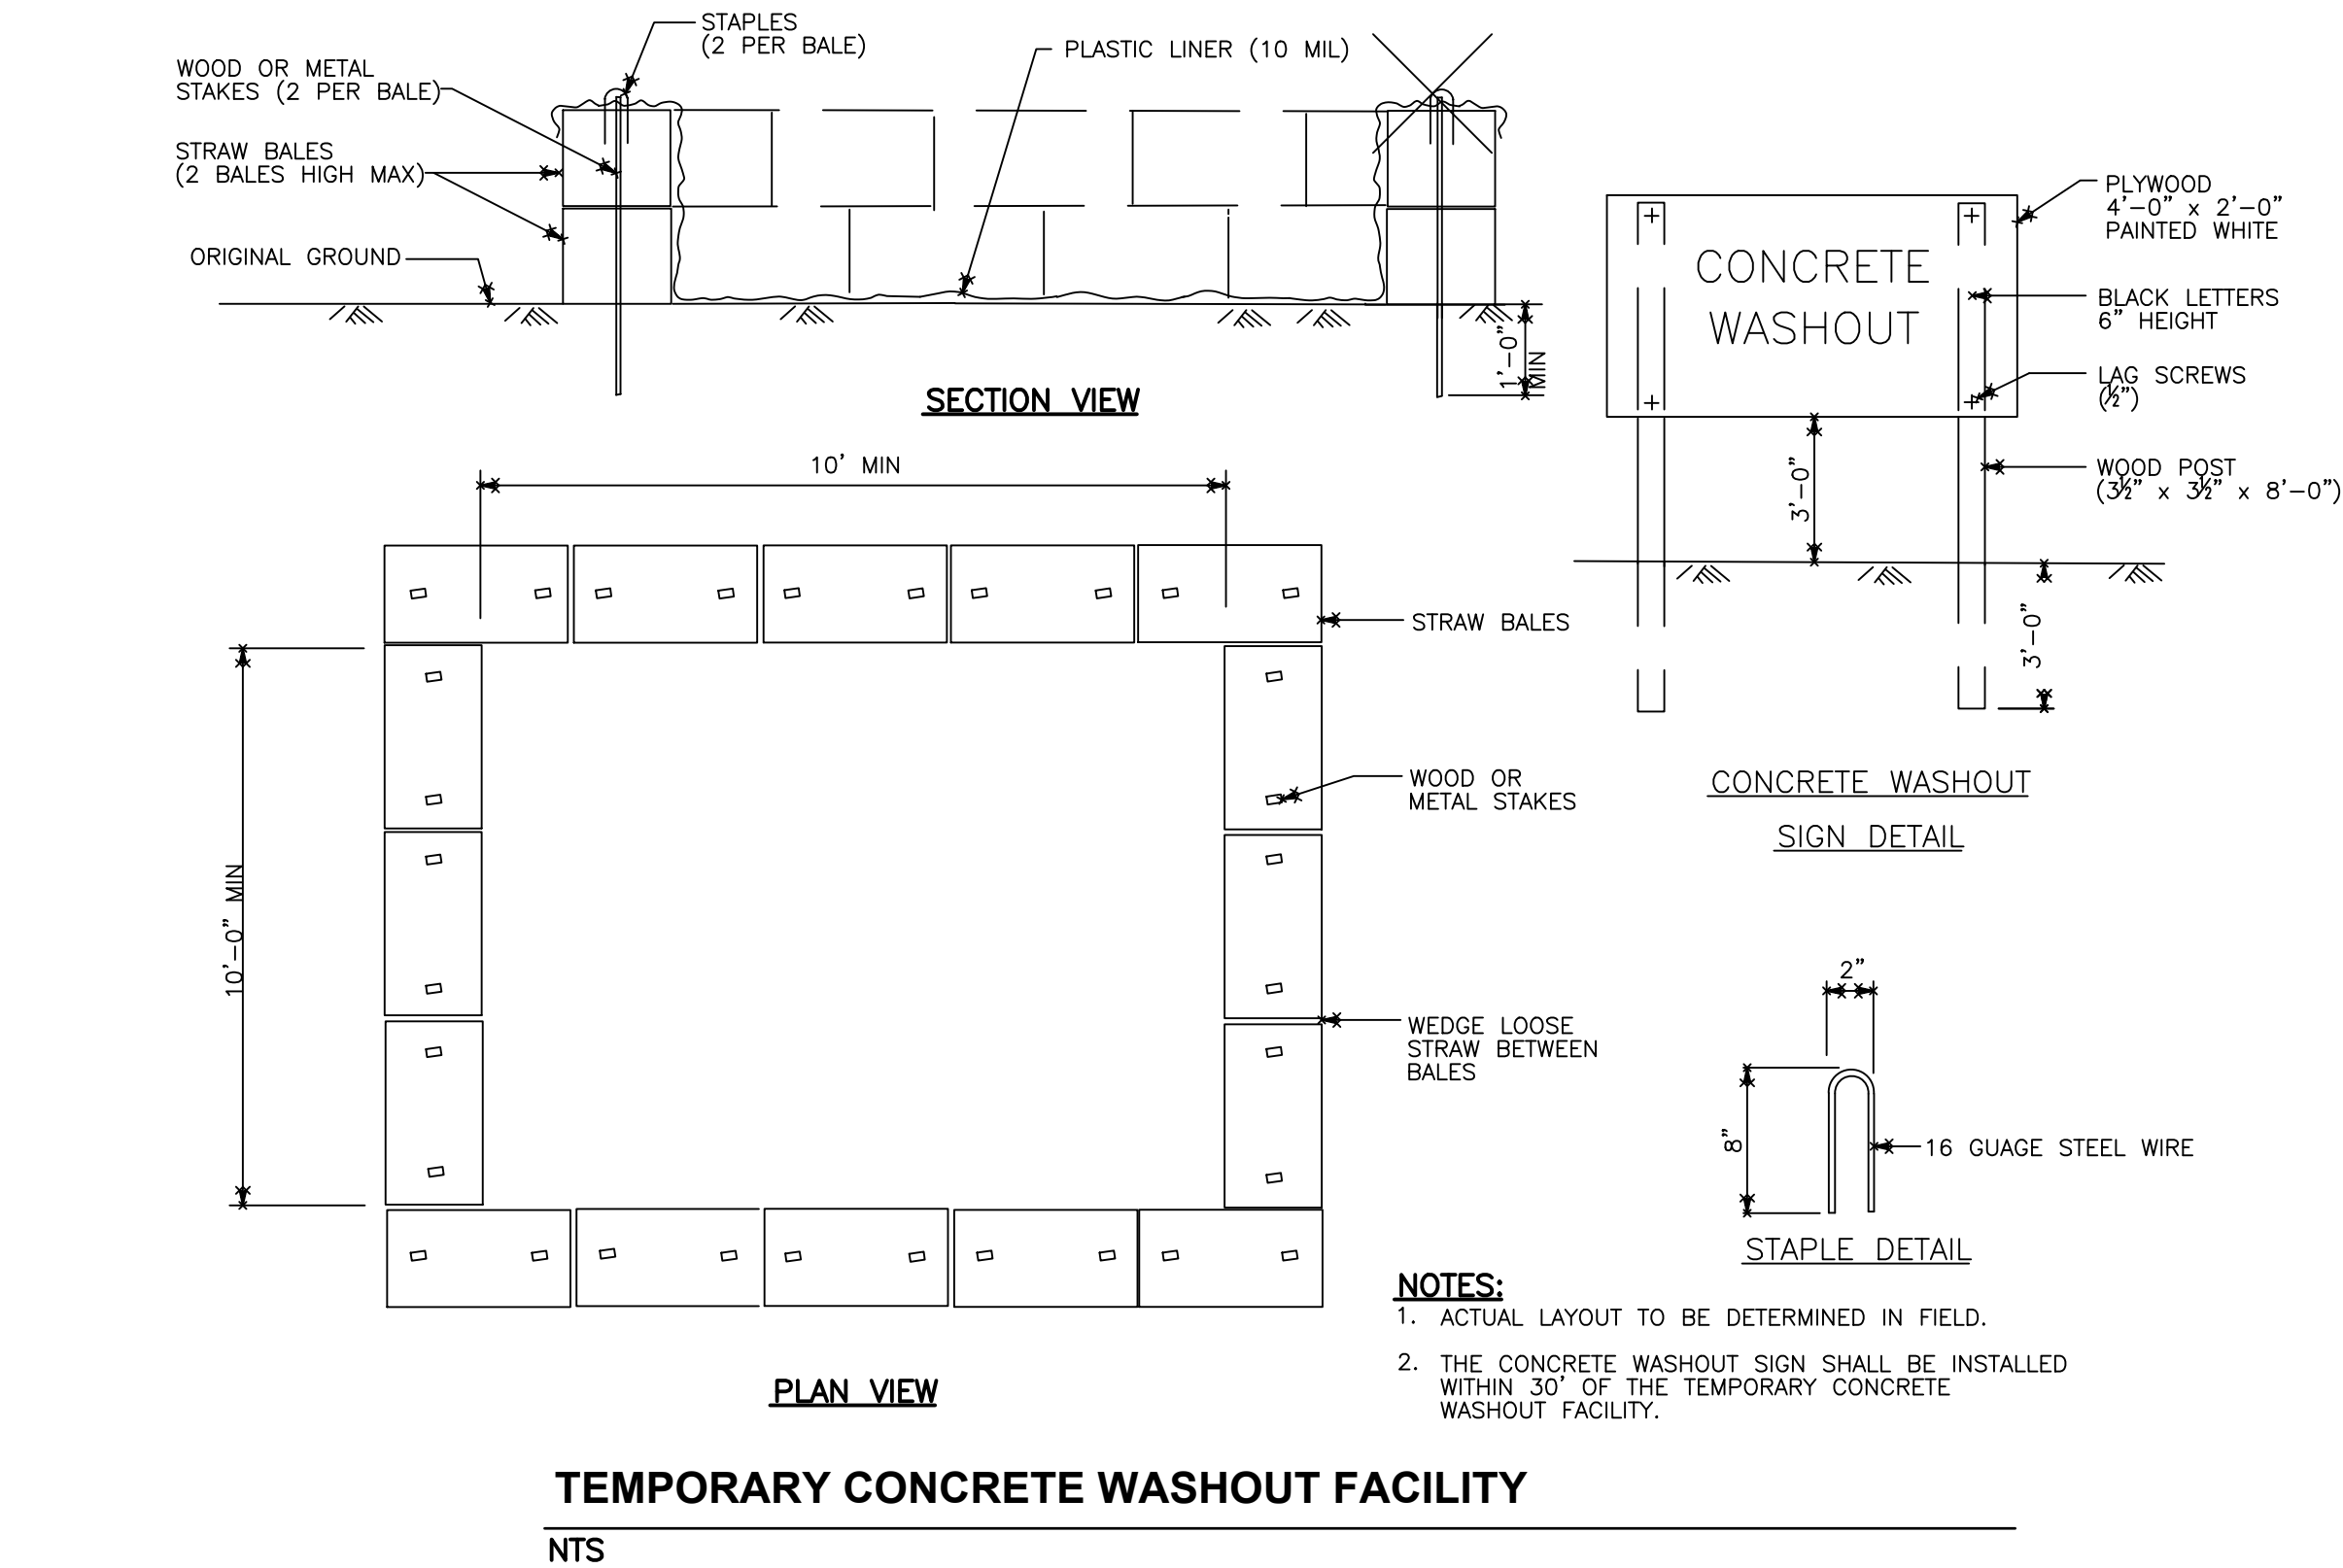 STAPLES
(2 PER BALE)
PLASTIC LINER (10 MIL)
WOOD OR METAL
STAKES (2 PER BALE)
STRAW BALES
(2 BALES HIGH MAX)
ORIGINAL GROUND
1'-0" MIN
SECTION VIEW
CONCRETE
WASHOUT
PLYWOOD
4'-0" x 2'-0"
PAINTED WHITE
BLACK LETTERS
6" HEIGHT
LAG SCREWS
(½")
WOOD POST
(3½" x 3½" x 8'-0")
3'-0"
3'-0"
CONCRETE WASHOUT
SIGN DETAIL
10' MIN
10'-0" MIN
STRAW BALES
WOOD OR
METAL STAKES
WEDGE LOOSE
STRAW BETWEEN
BALES
PLAN VIEW
2"
8"
16 GUAGE STEEL WIRE
STAPLE DETAIL
NOTES:
1. ACTUAL LAYOUT TO BE DETERMINED IN FIELD.
2. THE CONCRETE WASHOUT SIGN SHALL BE INSTALLED
WITHIN 30' OF THE TEMPORARY CONCRETE
WASHOUT FACILITY.
TEMPORARY CONCRETE WASHOUT FACILITY
NTS